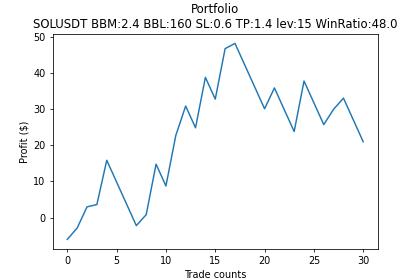 Portfolio
SOLUSDT BBM:2.4 BBL:160 SL:0.6 TP:1.4 lev:15 WinRatio:48.0
50
40
30
20
10
0
Profit ($)
0 5 10 15 20 25 30
Trade counts